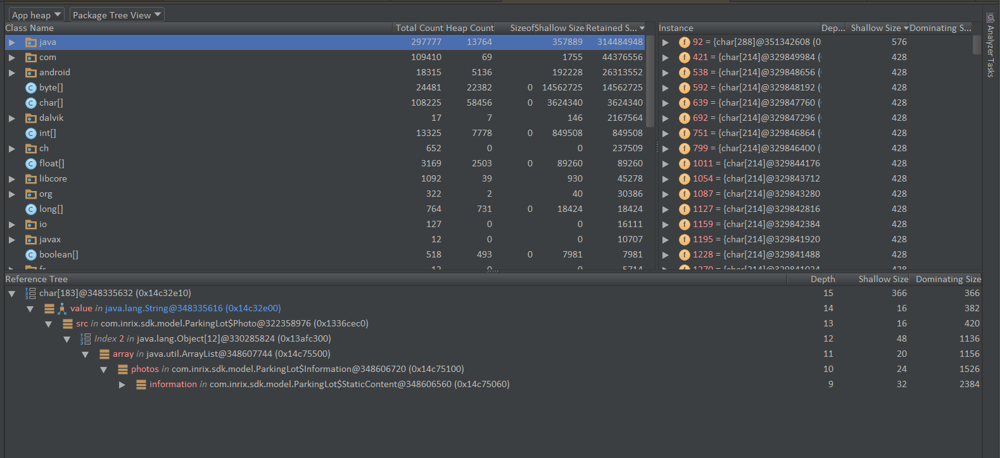 App heap Package Tree View
Class Name Total Count Heap Count Sizeof Shallow Size Retained S...
java 297777 13764 357889 314484948
com 109410 69 1755 44376556
android 18315 5136 192228 26313552
byte[] 24481 22382 0 14562725 14562725
char[] 108225 58456 0 3624340 3624340
dalvik 17 7 146 2167564
int[] 13325 7778 0 849508 849508
ch 652 0 0 237509
float[] 3169 2503 0 89260 89260
libcore 1092 39 930 45278
org 322 2 40 30386
long[] 764 731 0 18424 18424
io 127 0 0 16111
javax 12 0 0 10707
boolean[] 518 493 0 7981 7981
fr 12 0 0 5714
Instance Dep... Shallow Size Dominating S...
92 = {char[288]@351342608 (0x 576
421 = {char[214]@329849984 ( 428
538 = {char[214]@329848656 ( 428
592 = {char[214]@329848192 ( 428
639 = {char[214]@329847760 ( 428
692 = {char[214]@329847296 ( 428
751 = {char[214]@329846864 ( 428
799 = {char[214]@329846400 ( 428
1011 = {char[214]@329844176 428
1054 = {char[214]@329843712 428
1087 = {char[214]@329843280 428
1127 = {char[214]@329842816 428
1159 = {char[214]@329842384 428
1195 = {char[214]@329841920 428
1228 = {char[214]@329841488 428
1270 = {char[214]@329841024 428
Analyzer Tasks
Reference Tree Depth Shallow Size Dominating Size
char[183]@348335632 (0x14c32e10) 15 366 366
value in java.lang.String@348335616 (0x14c32e00) 14 16 382
src in com.inrix.sdk.model.ParkingLot$Photo@322358976 (0x1336cec0) 13 16 420
Index 2 in java.lang.Object[12]@330285824 (0x13afc300) 12 48 1136
array in java.util.ArrayList@348607744 (0x14c75500) 11 20 1156
photos in com.inrix.sdk.model.ParkingLot$Information@348606720 (0x14c75100) 10 24 1526
information in com.inrix.sdk.model.ParkingLot$StaticContent@348606560 (0x14c75060) 9 32 2384